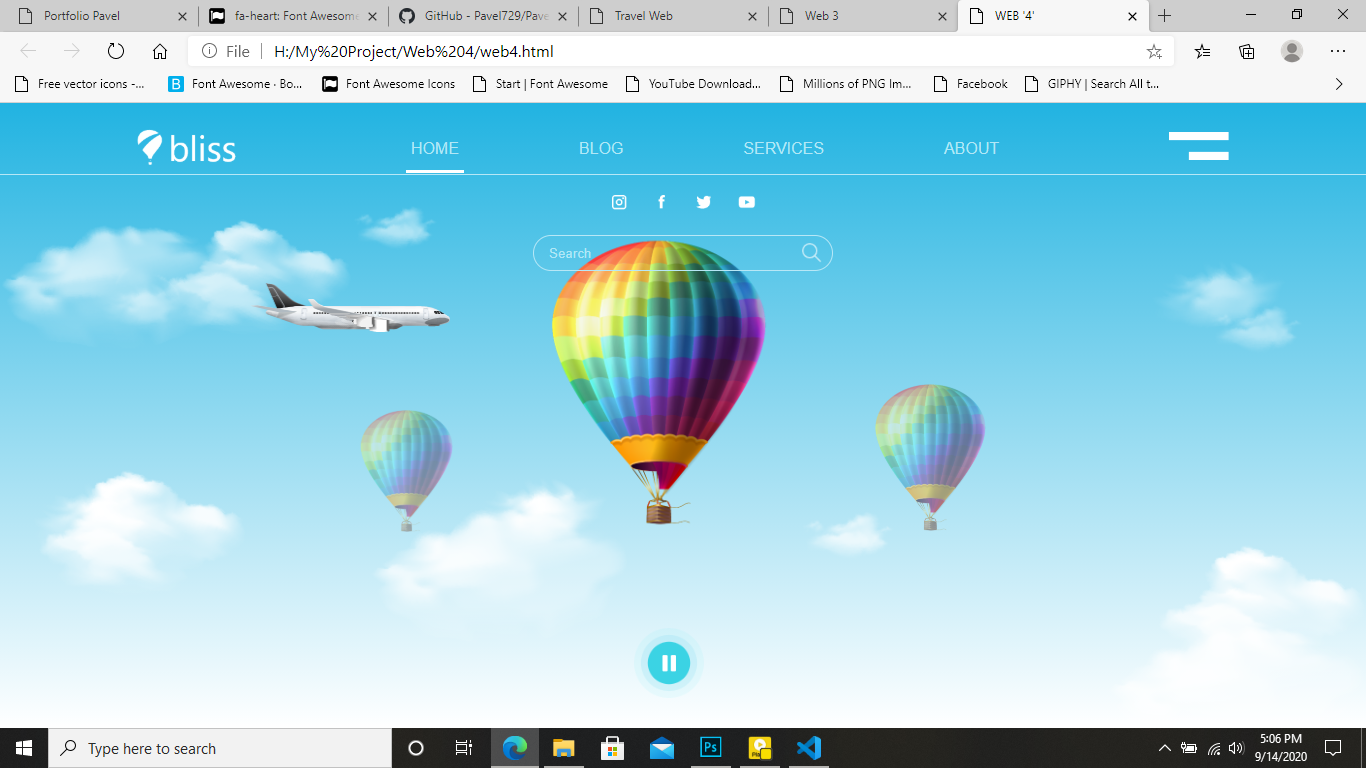 Portfolio Pavel
fa-heart: Font Awesome
GitHub - Pavel729/Pave
Travel Web
Web 3
WEB '4'
File
H:/My%20Project/Web%204/web4.html
Free vector icons -...
B
Font Awesome · Bo...
Font Awesome Icons
Start | Font Awesome
YouTube Download...
Millions of PNG Im...
Facebook
GIPHY | Search All t...
bliss
HOME
BLOG
SERVICES
ABOUT
Search
Type here to search
Ps
5:06 PM
9/14/2020